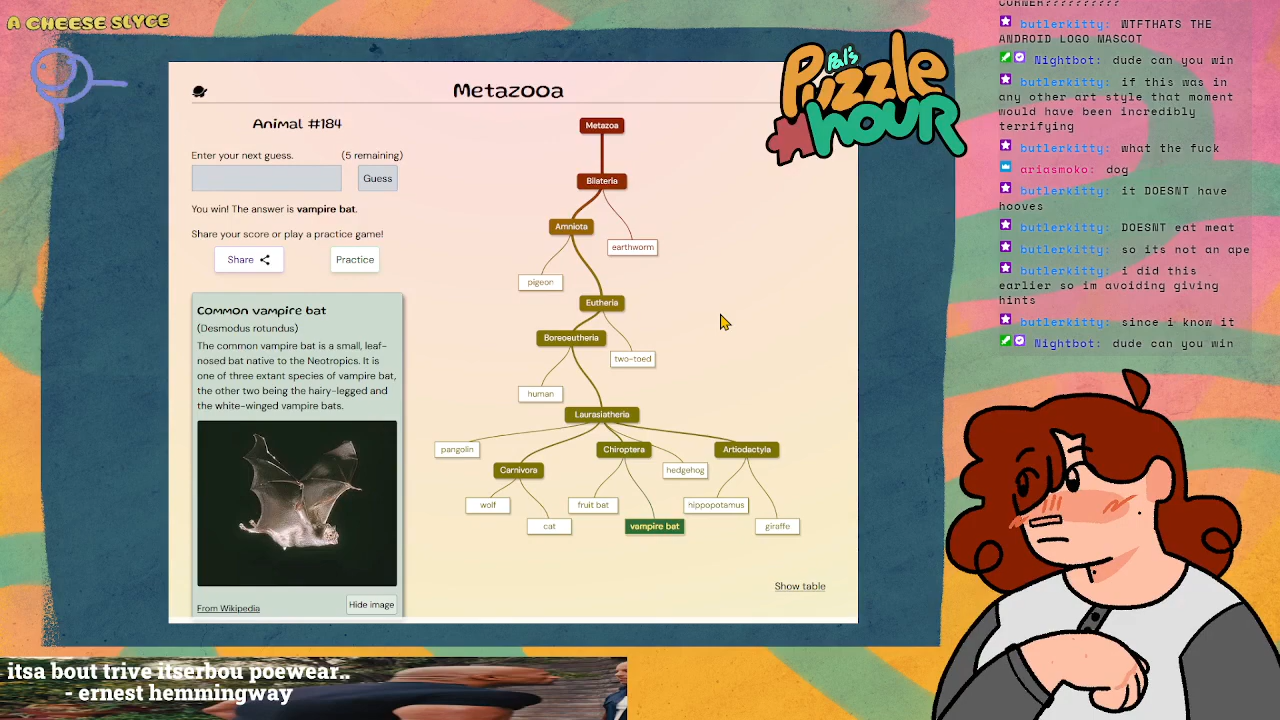 A CHEESE SLYCE
Pal's
Puzzle
HOUR
Metazooa
Animal #184
Enter your next guess.
(5 remaining)
Guess
You win! The answer is vampire bat.
Share your score or play a practice game!
Share
Practice
Common vampire bat
(Desmodus rotundus)
The common vampire bat is a small, leaf-
nosed bat native to the Neotropics. It is
one of three extant species of vampire bat,
the other two being the hairy-legged and
the white-winged vampire bats.
From Wikipedia
Hide image
Metazoa
Bilateria
Amniota
earthworm
pigeon
Eutheria
Boreoeutheria
two-toed
human
Laurasiatheria
pangolin
Chiroptera
Artiodactyla
Carnivora
hedgehog
wolf
fruit bat
hippopotamus
cat
vampire bat
giraffe
Show table
CORNER??????????
butlerkitty: WTFTHATS THE
ANDROID LOGO MASCOT
Nightbot: dude can you win
butlerkitty: if this was in
any other art style that moment
would have been incredibly
terrifying
butlerkitty: what the fuck
ariasmoko: dog
butlerkitty: it DOESNT have
hooves
butlerkitty: DOESNT eat meat
butlerkitty: so its not an ape
butlerkitty: i did this
earlier so im avoiding giving
hints
butlerkitty: since i know it
Nightbot: dude can you win
itsa bout trive itserbou poewear..
- ernest hemmingway